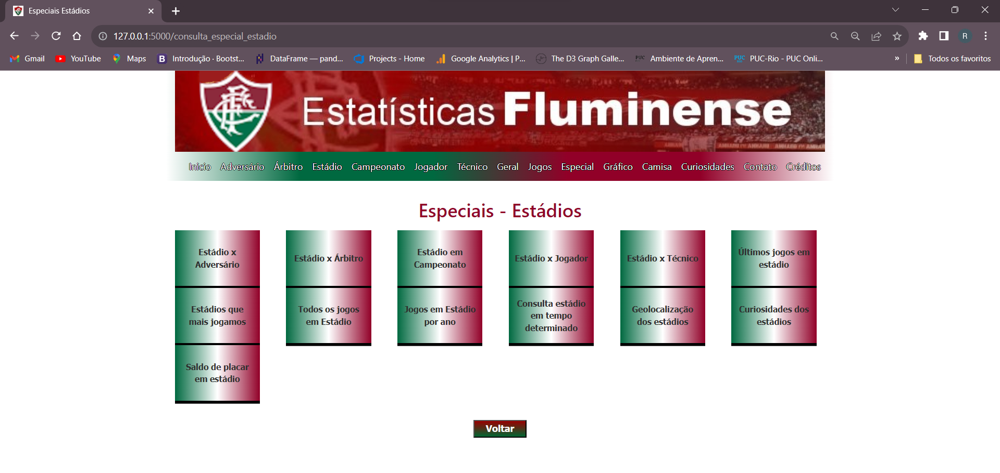 Especiais Estádios
127.0.0.1:5000/consulta_especial_estadio
R
Gmail YouTube Maps Introdução · Bootst... DataFrame — pand... Projects - Home Google Analytics | P... The D3 Graph Galle... Ambiente de Apren... PUC-Rio - PUC Onli... » Todos os favoritos
Estatísticas Fluminense
Inicio Adversário Árbitro Estádio Campeonato Jogador Técnico Geral Jogos Especial Gráfico Camisa Curiosidades Contato Créditos
Especiais - Estádios
Estádio x
Adversário
Estádio x Árbitro
Estádio em
Campeonato
Estádio x Jogador
Estádio x Técnico
Últimos jogos em
estádio
Estádios que
mais jogamos
Todos os jogos
em Estádio
Jogos em Estádio
por ano
Consulta estádio
em tempo
determinado
Geolocalização
dos estádios
Curiosidades dos
estádios
Saldo de placar
em estádio
Voltar